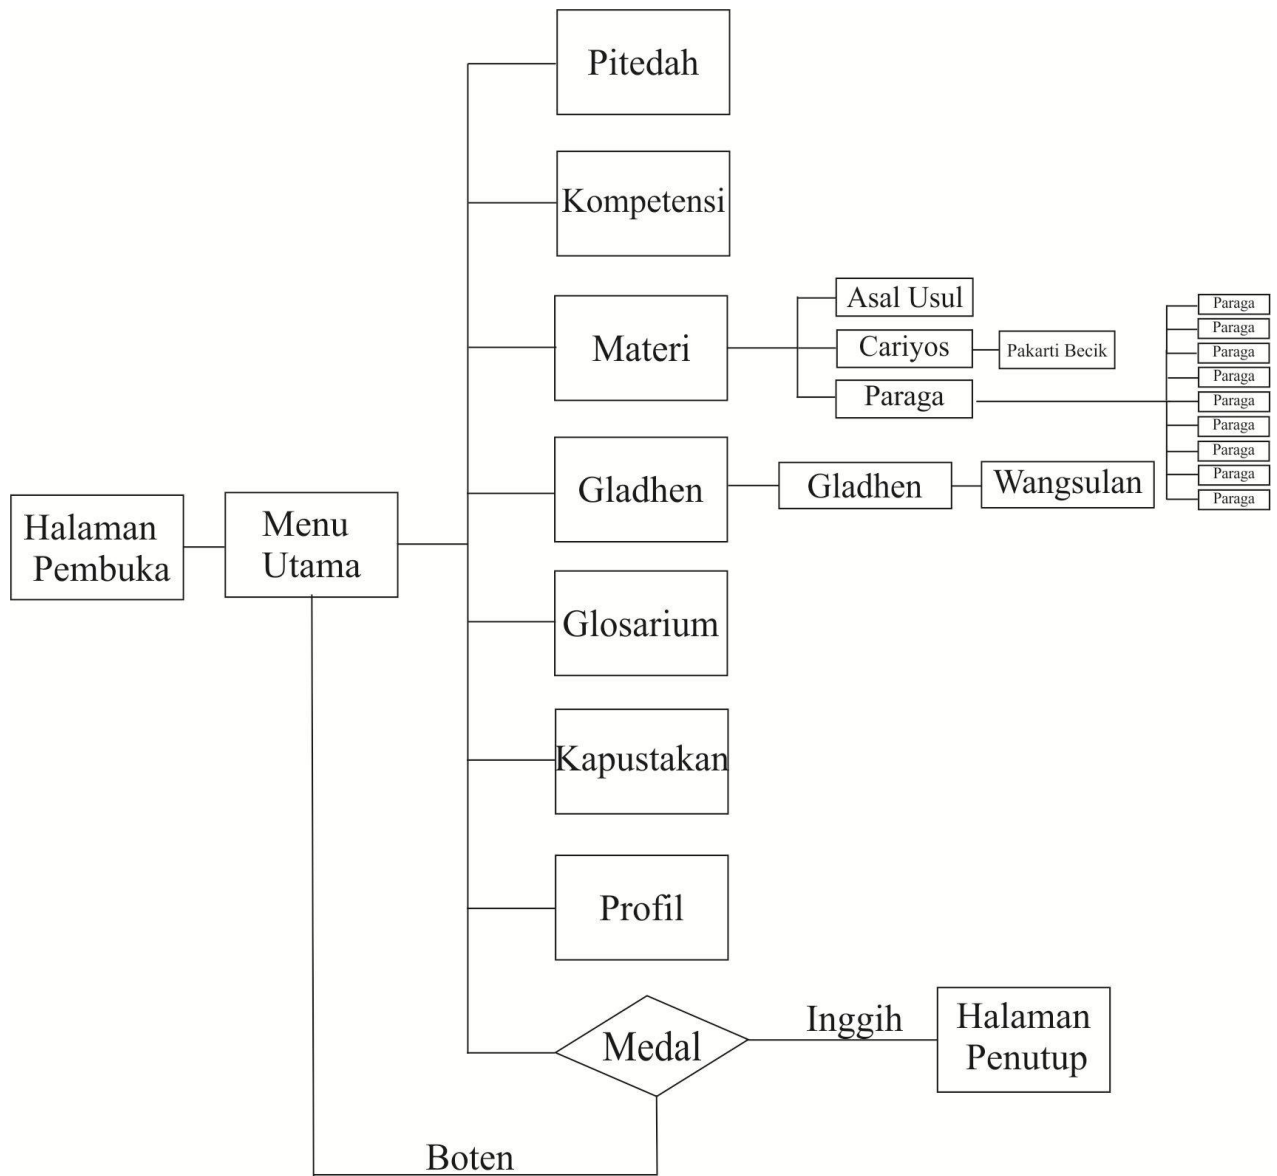 Pitedah
Kompetensi
Materi
Asal Usul
Cariyos
Pakarti Becik
Paraga
Paraga
Paraga
Paraga
Paraga
Paraga
Paraga
Paraga
Paraga
Paraga
Gladhen
Gladhen
Wangsulan
Halaman
Pembuka
Menu
Utama
Glosarium
Kapustakan
Profil
Medal
Inggih
Halaman
Penutup
Boten